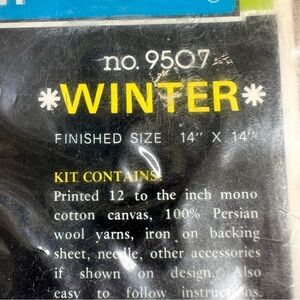 no. 9507
*WINTER*
FINISHED SIZE 14" X 14"
KIT CONTAINS:
Printed 12 to the inch mono
cotton canvas, 100% Persian
wool yarns, iron on backing
sheet, needle, other accessories
if shown on design. Also
easy to follow instructions.